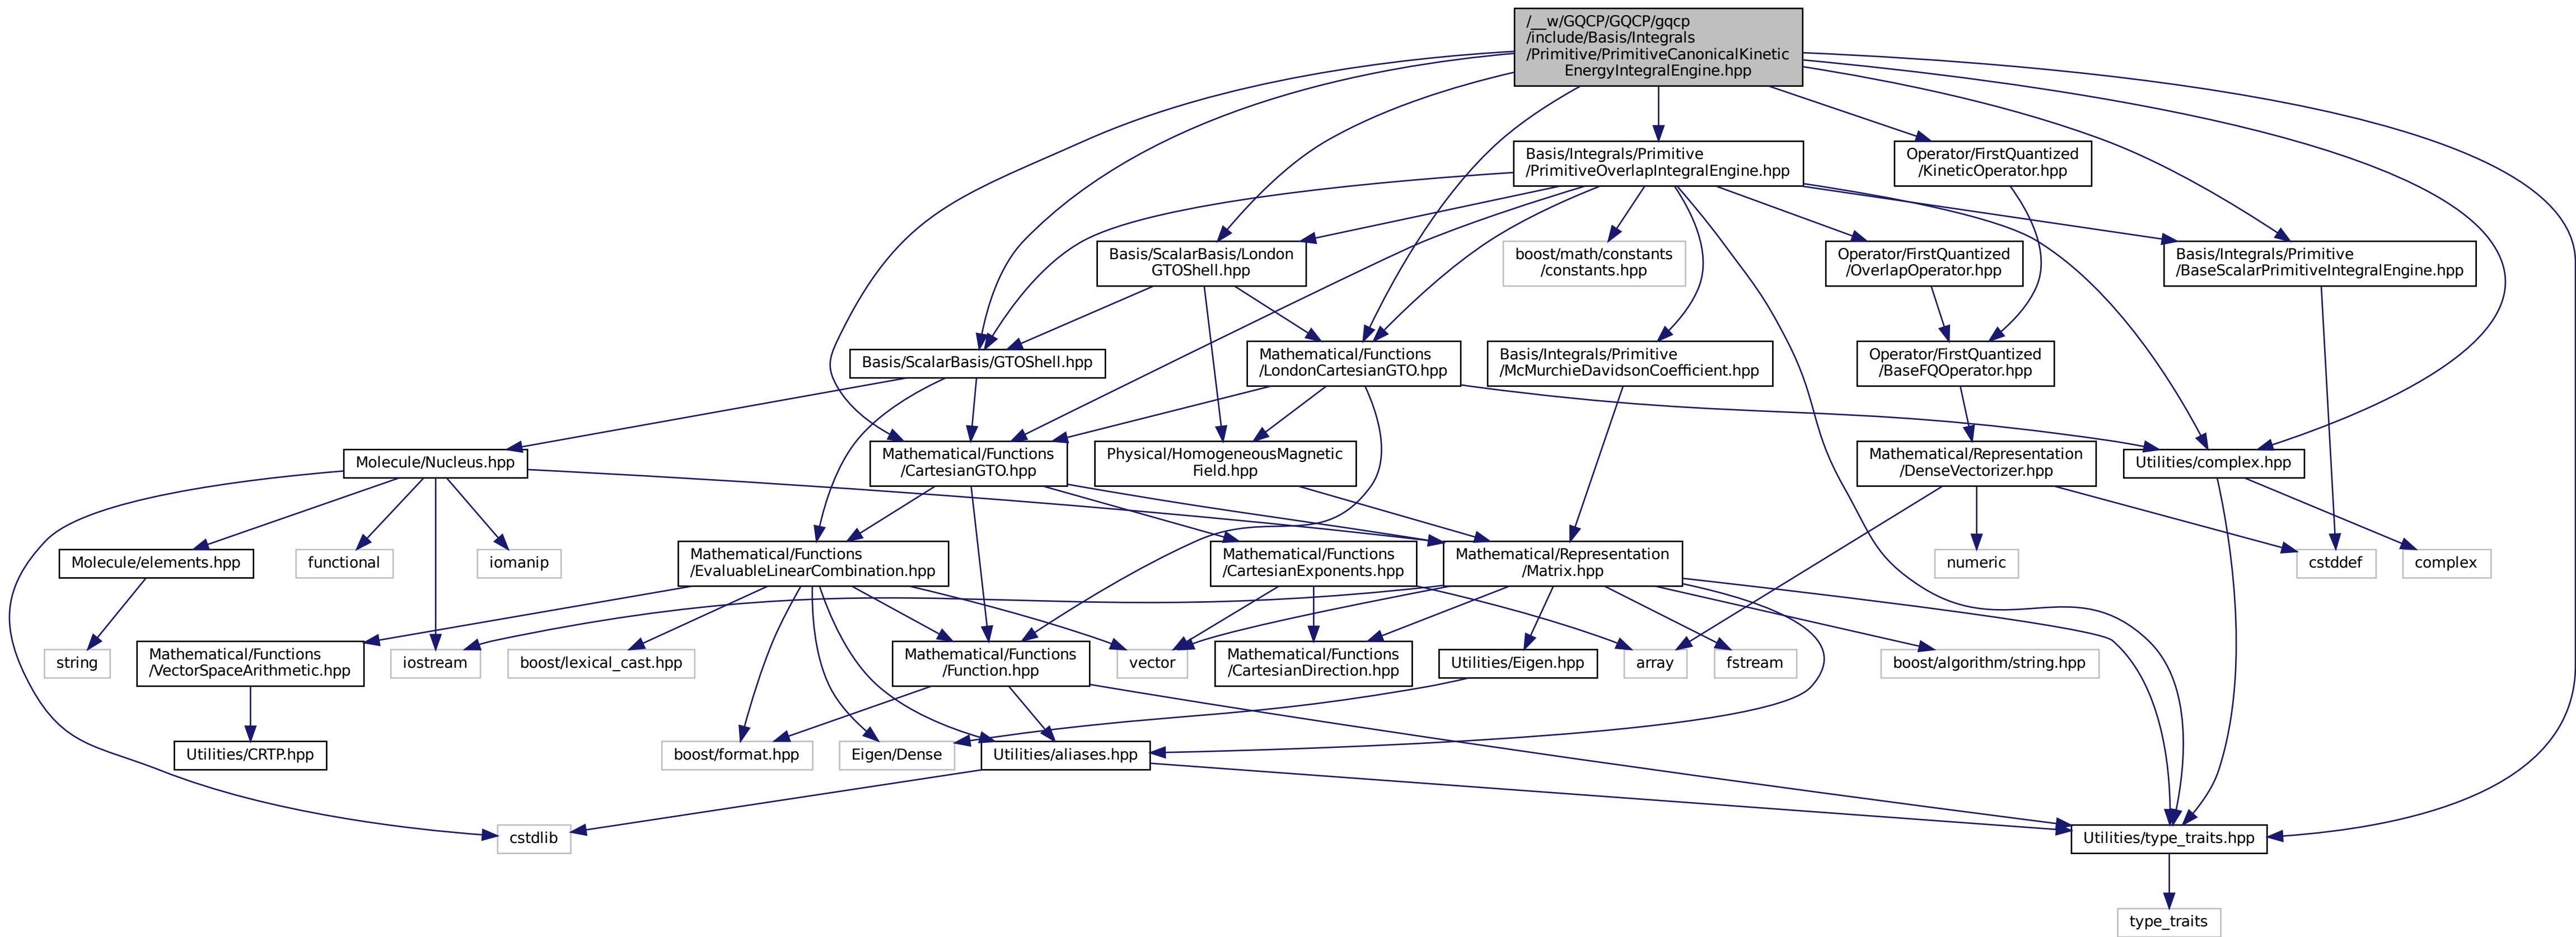 /__w/GQCP/GQCP/gqcp
/include/Basis/Integrals
/Primitive/PrimitiveCanonicalKinetic
EnergyIntegralEngine.hpp
Basis/Integrals/Primitive
/PrimitiveOverlapIntegralEngine.hpp
Operator/FirstQuantized
/KineticOperator.hpp
Basis/ScalarBasis/London
GTOShell.hpp
boost/math/constants
/constants.hpp
Operator/FirstQuantized
/OverlapOperator.hpp
Basis/Integrals/Primitive
/BaseScalarPrimitiveIntegralEngine.hpp
Basis/ScalarBasis/GTOShell.hpp
Mathematical/Functions
/LondonCartesianGTO.hpp
Basis/Integrals/Primitive
/McMurchieDavidsonCoefficient.hpp
Operator/FirstQuantized
/BaseFQOperator.hpp
Molecule/Nucleus.hpp
Mathematical/Functions
/CartesianGTO.hpp
Physical/HomogeneousMagnetic
Field.hpp
Mathematical/Representation
/DenseVectorizer.hpp
Utilities/complex.hpp
Molecule/elements.hpp
functional
iomanip
Mathematical/Functions
/EvaluableLinearCombination.hpp
Mathematical/Functions
/CartesianExponents.hpp
Mathematical/Representation
/Matrix.hpp
numeric
cstddef
complex
string
Mathematical/Functions
/VectorSpaceArithmetic.hpp
iostream
boost/lexical_cast.hpp
Mathematical/Functions
/Function.hpp
vector
Mathematical/Functions
/CartesianDirection.hpp
Utilities/Eigen.hpp
array
fstream
boost/algorithm/string.hpp
Utilities/CRTP.hpp
boost/format.hpp
Eigen/Dense
Utilities/aliases.hpp
cstdlib
Utilities/type_traits.hpp
type_traits